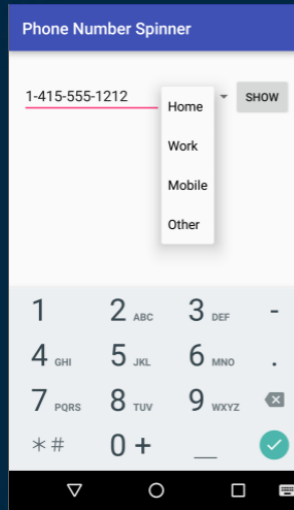 Phone Number Spinner
1-415-555-1212
SHOW
Home
Work
Mobile
Other
1 2 ABC 3 DEF -
4 GHI 5 JKL 6 MNO .
7 PQRS 8 TUV 9 WXYZ
*# 0 + _